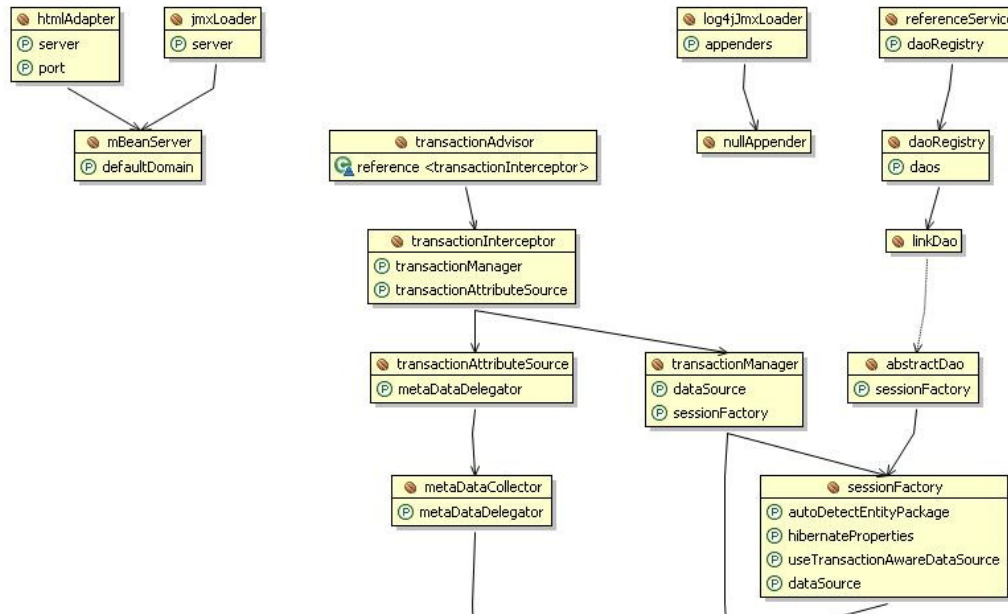 htmlAdapter
server
port
jmxLoader
server
log4jJmxLoader
appenders
referenceService
daoRegistry
mBeanServer
defaultDomain
transactionAdvisor
reference <transactionInterceptor>
nullAppender
daoRegistry
daos
transactionInterceptor
transactionManager
transactionAttributeSource
linkDao
transactionAttributeSource
metaDataDelegator
transactionManager
dataSource
sessionFactory
abstractDao
sessionFactory
metaDataCollector
metaDataDelegator
sessionFactory
autoDetectEntityPackage
hibernateProperties
useTransactionAwareDataSource
dataSource